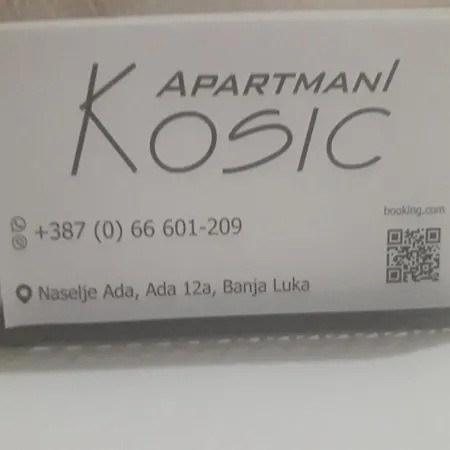 APARTMANI
KOSIC
booking.com
+387 (0) 66 601-209
Naselje Ada, Ada 12a, Banja Luka